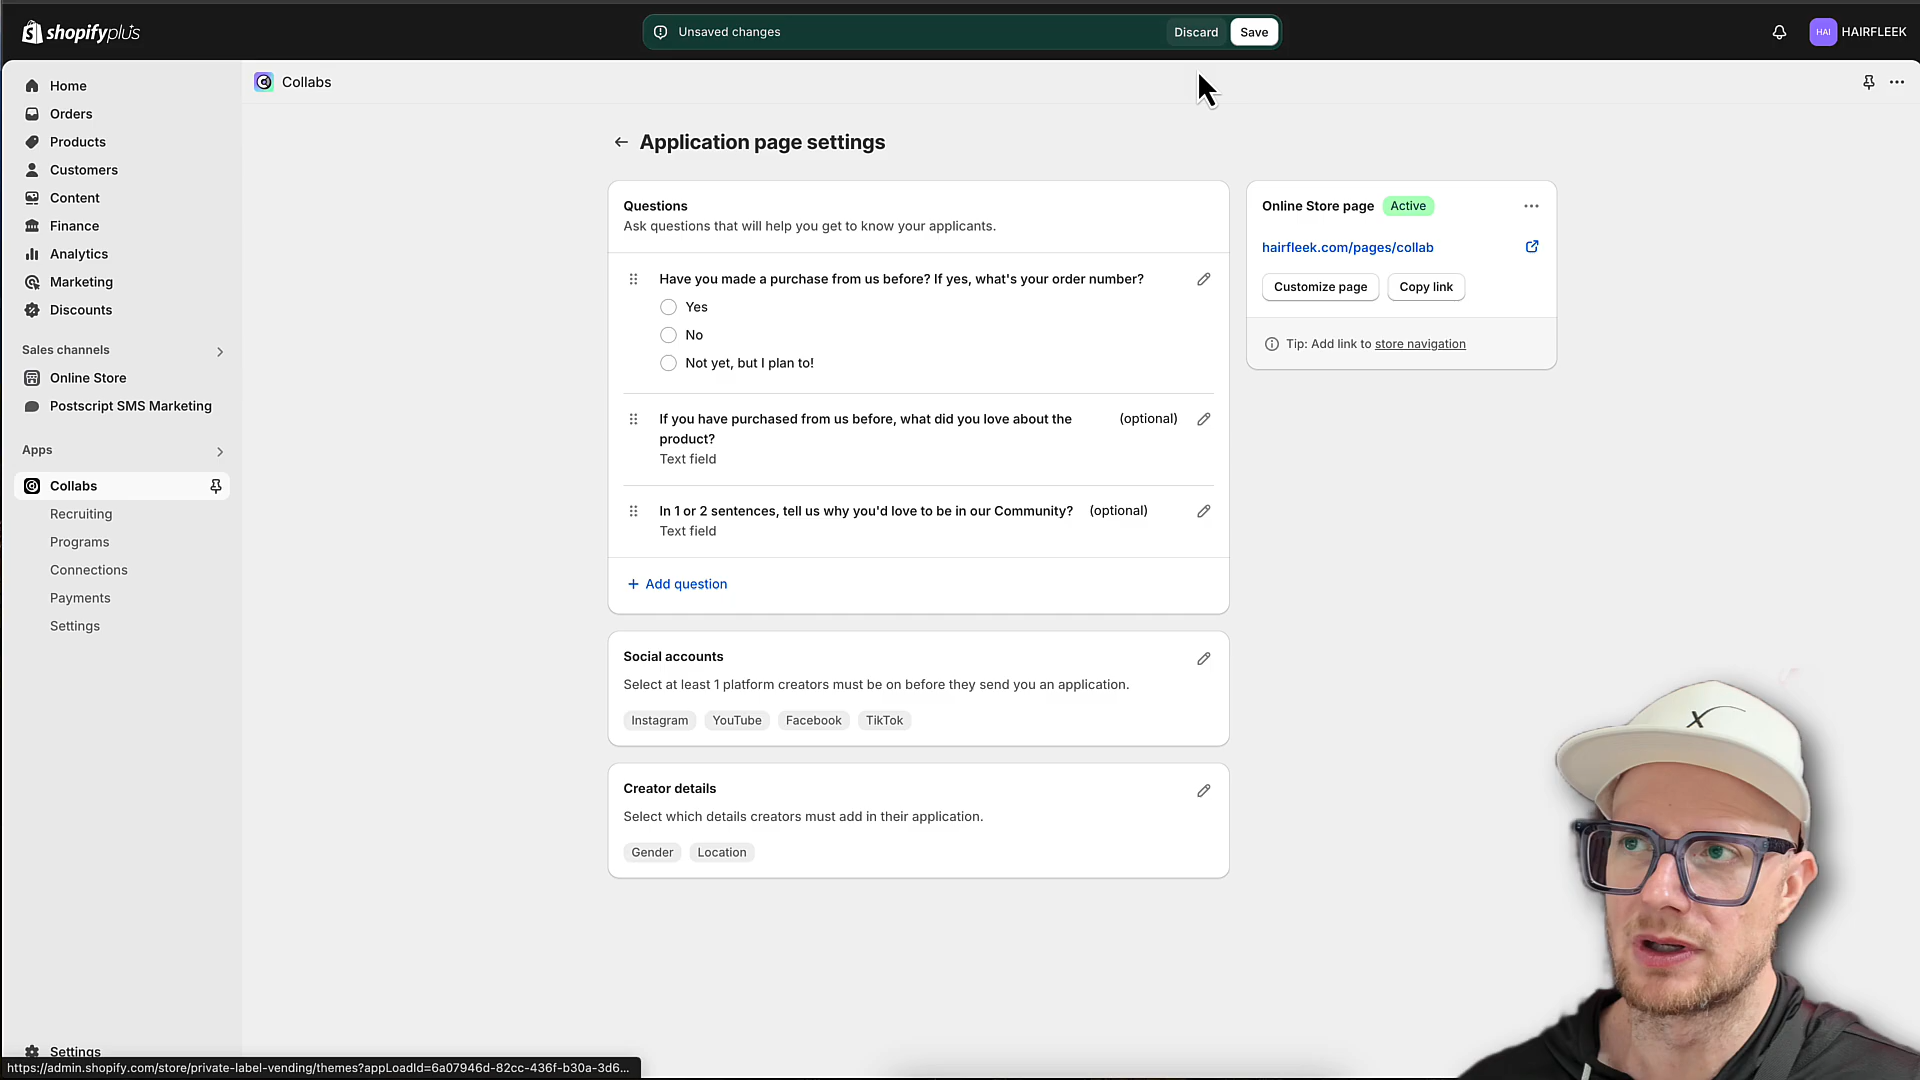 shopifyplus
Unsaved changes
Discard
Save
HAI
HAIRFLEEK
Home
Orders
Products
Customers
Content
Finance
Analytics
Marketing
Discounts
Sales channels
Online Store
Postscript SMS Marketing
Apps
Collabs
Recruiting
Programs
Connections
Payments
Settings
Settings
https://admin.shopify.com/store/private-label-vending/themes?appLoadId=6a07946d-82cc-436f-b30a-3d6...
Collabs
Application page settings
Questions
Ask questions that will help you get to know your applicants.
Have you made a purchase from us before? If yes, what's your order number?
Yes
No
Not yet, but I plan to!
If you have purchased from us before, what did you love about the
product?
(optional)
Text field
In 1 or 2 sentences, tell us why you'd love to be in our Community? (optional)
Text field
+ Add question
Social accounts
Select at least 1 platform creators must be on before they send you an application.
Instagram YouTube Facebook TikTok
Creator details
Select which details creators must add in their application.
Gender Location
Online Store page Active
hairfleek.com/pages/collab
Customize page Copy link
Tip: Add link to store navigation
X